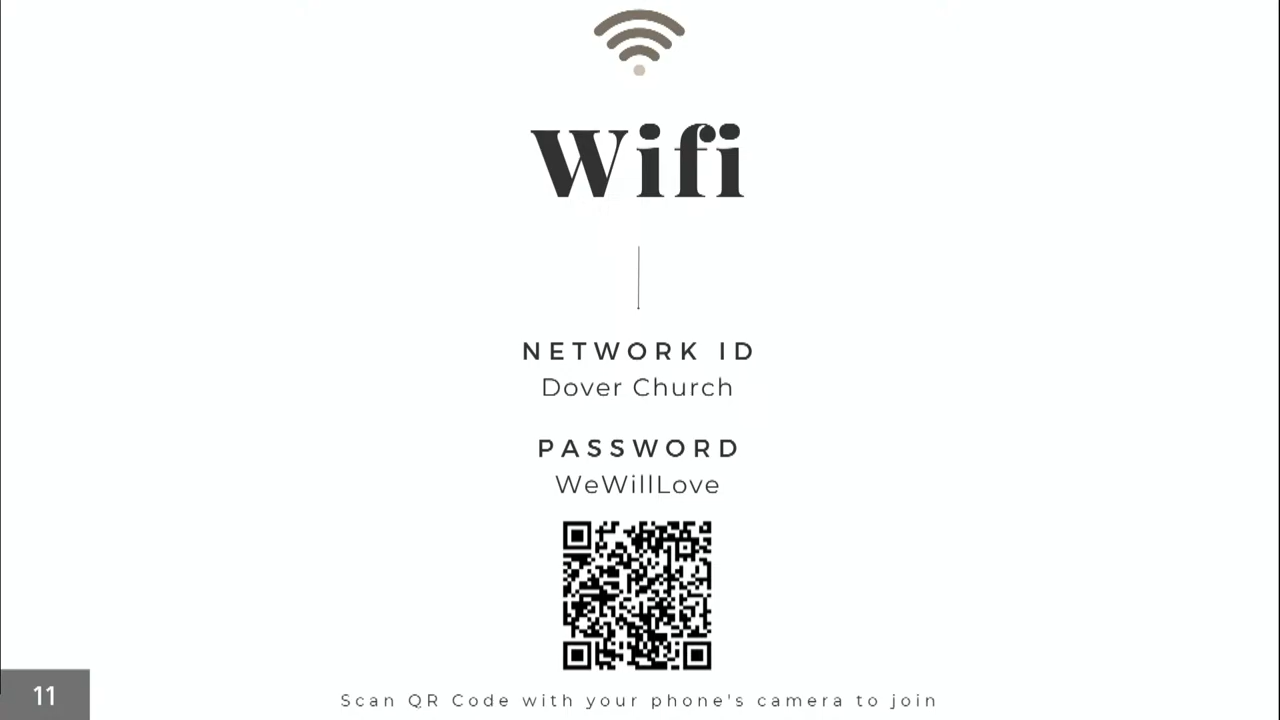 Wifi
NETWORK ID
Dover Church
PASSWORD
WeWillLove
Scan QR Code with your phone's camera to join
11